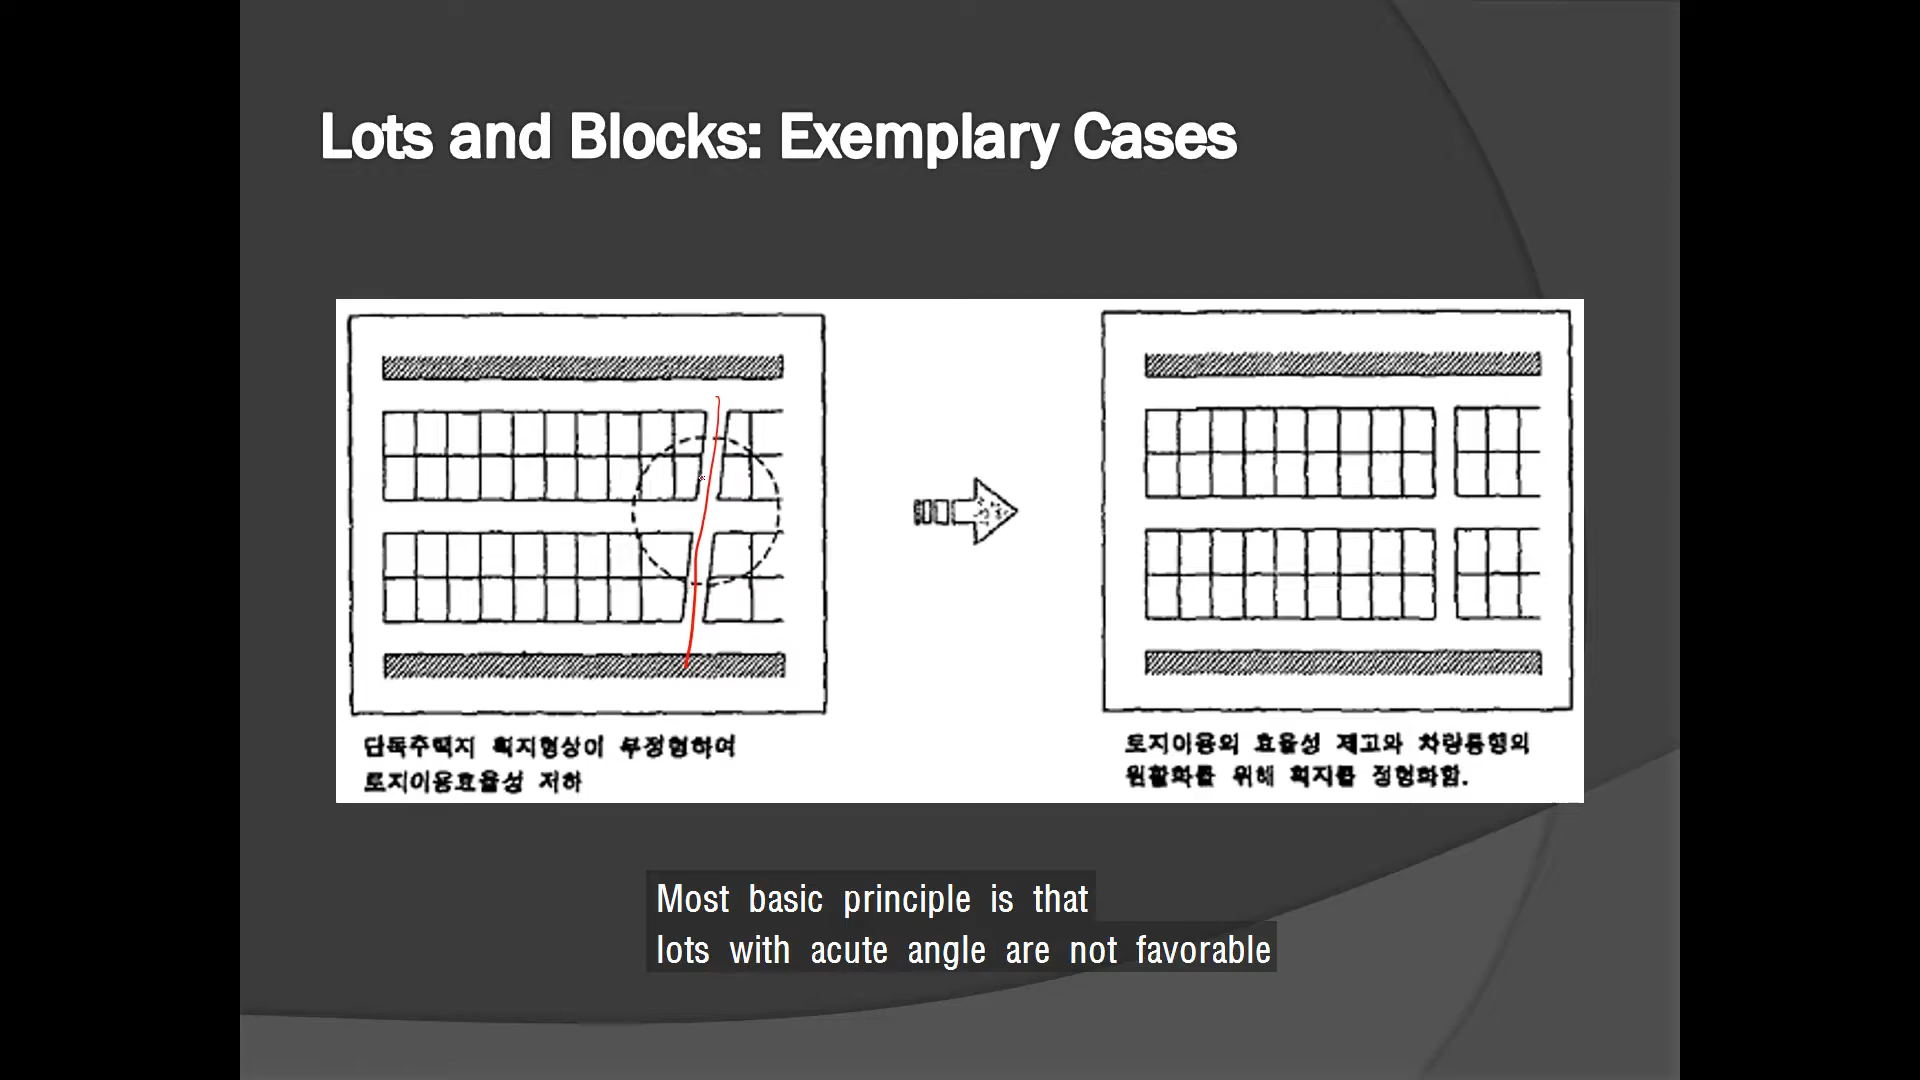 Lots and Blocks: Exemplary Cases
단독주택지 획지형상이 부정형하여
토지이용효율성 저하
토지이용의 효율성 제고와 차량통행의
원활화를 위해 획지를 정형화함.
Most basic principle is that
lots with acute angle are not favorable